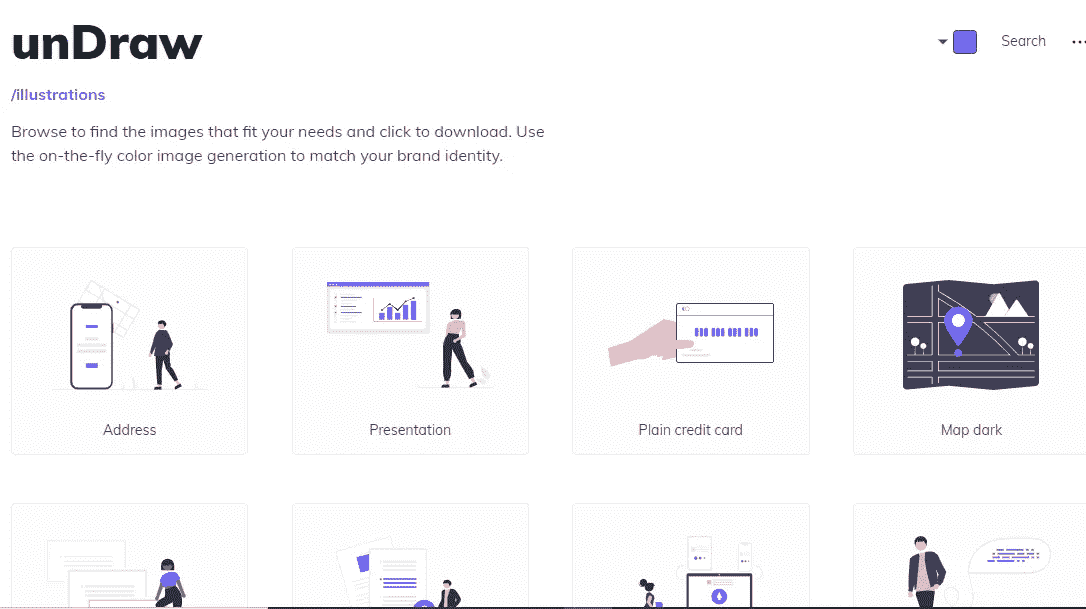 unDraw
Search
/illustrations
Browse to find the images that fit your needs and click to download. Use
the on-the-fly color image generation to match your brand identity.
Address
Presentation
Plain credit card
Map dark